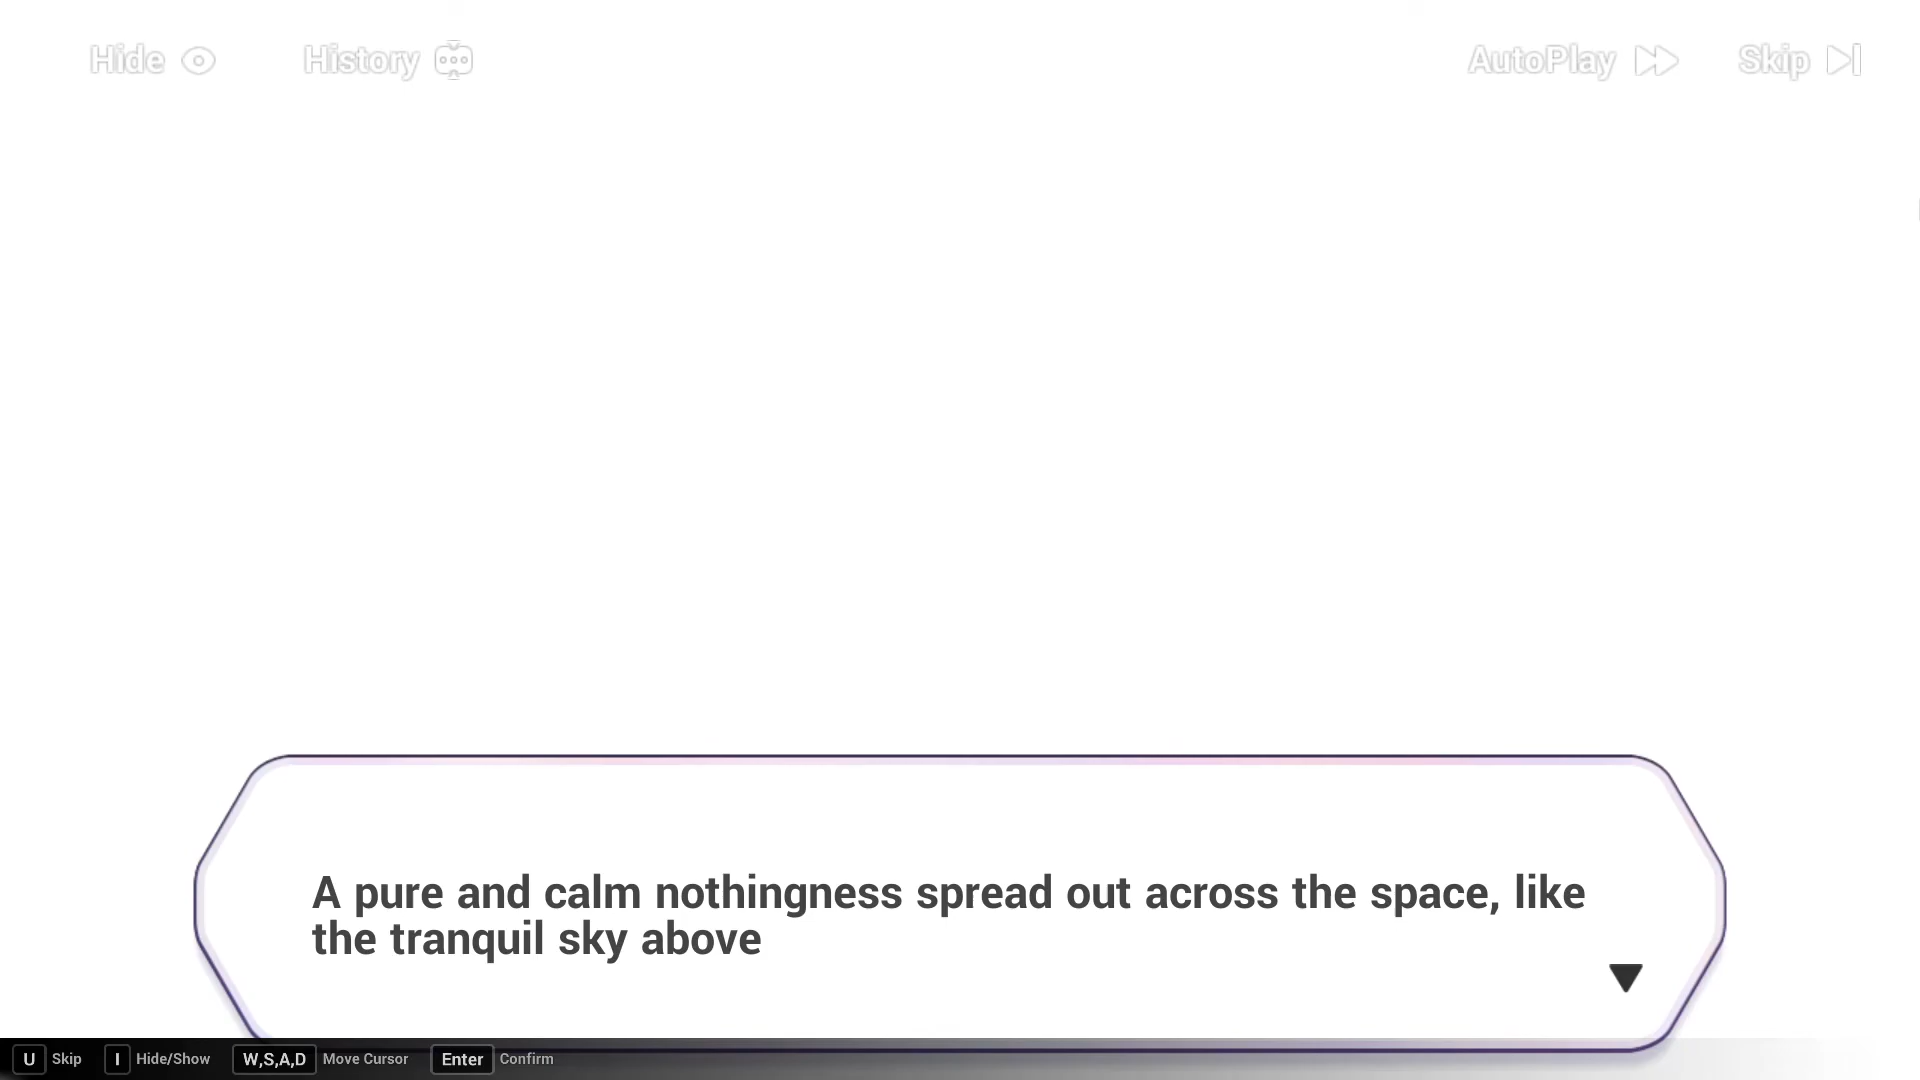 Hide
History
AutoPlay
Skip
A pure and calm nothingness spread out across the space, like
the tranquil sky above
U Skip I Hide/Show W,S,A,D Move Cursor Enter Confirm